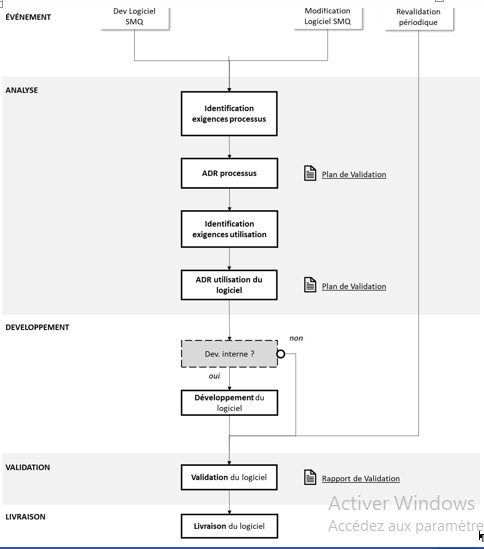 ÉVÉNEMENT
Dev Logiciel
SMQ
Modification
Logiciel SMQ
Revalidation
périodique
ANALYSE
Identification
exigences processus
ADR processus
Plan de Validation
Identification
exigences utilisation
ADR utilisation du
logiciel
Plan de Validation
DEVELOPPEMENT
Dev. interne ?
non
oui
Développement du
logiciel
VALIDATION
Validation du logiciel
Rapport de Validation
LIVRAISON
Livraison du logiciel
Activer Windows
Accédez aux paramètre